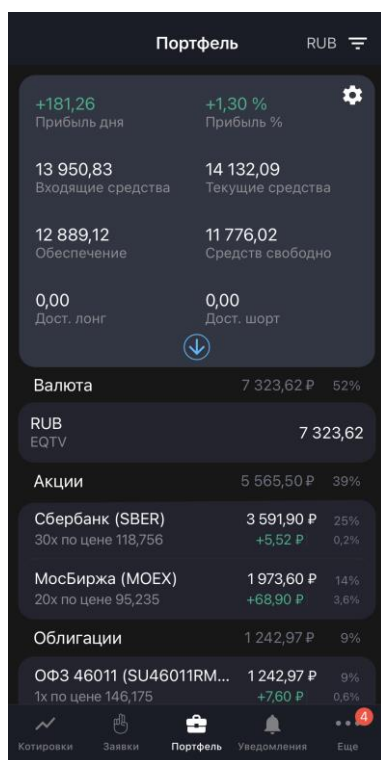 Портфель RUB
+181,26 +1,30 %
Прибыль дня Прибыль %
13 950,83 14 132,09
Входящие средства Текущие средства
12 889,12 11 776,02
Обеспечение Средств свободно
0,00 0,00
Дост. лонг Дост. шорт
Валюта 7 323,62 ₽ 52%
RUB 7 323,62
EQTV
Акции 5 565,50 ₽ 39%
Сбербанк (SBER) 3 591,90 ₽ 25%
30x по цене 118,756 +5,52 ₽ 0,2%
МосБиржа (MOEX) 1 973,60 ₽ 14%
20x по цене 95,235 +68,90 ₽ 3,6%
Облигации 1 242,97 ₽ 9%
ОФЗ 46011 (SU46011RM... 1 242,97 ₽ 9%
1x по цене 146,175 +7,60 ₽ 0,6%
4
Котировки Заявки Портфель Уведомления Еще